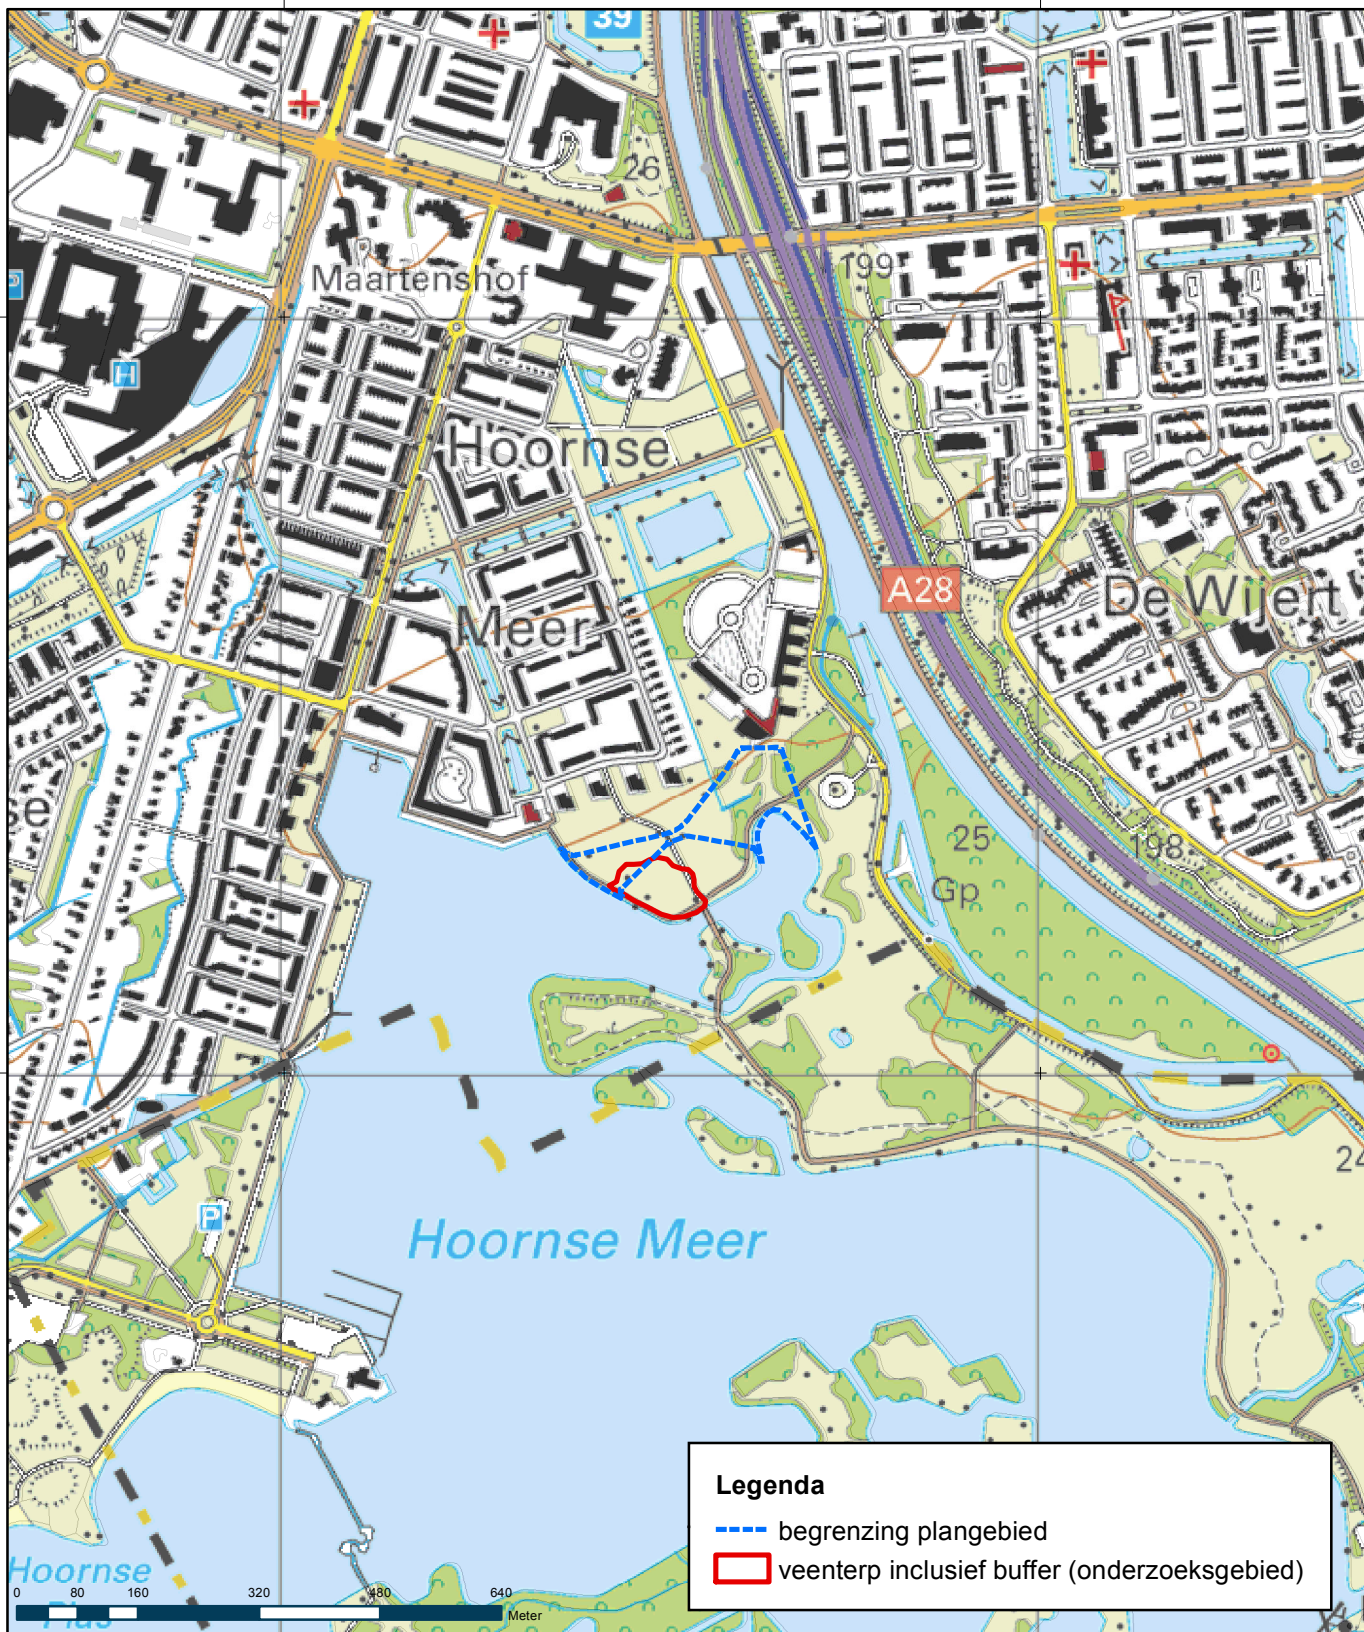 39
26
199
Maartenshof
P
H
Hoornse
A28
De Wijert
Meer
se
25
198
Gp
24
P
Hoornse Meer
Legenda
begrenzing plangebied
veenterp inclusief buffer (onderzoeksgebied)
Hoornse
Plas
0 80 160 320 480 640
Meter